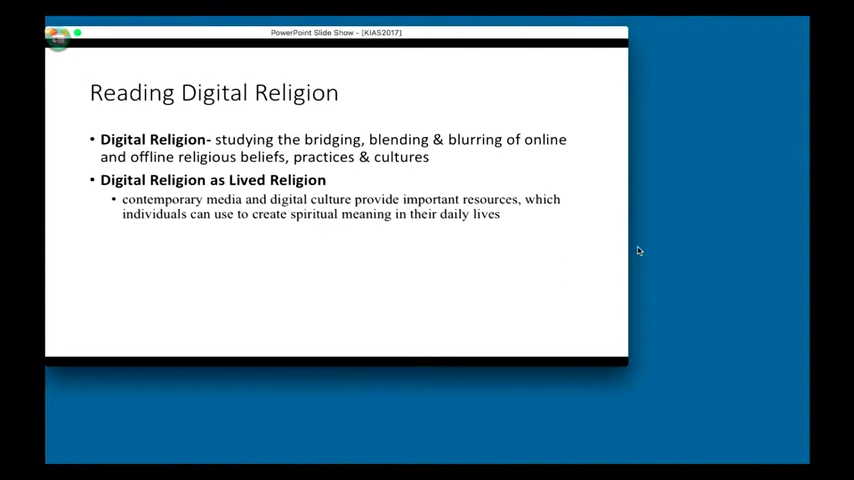 PowerPoint Slide Show - [KIAS2017]
Reading Digital Religion
• Digital Religion- studying the bridging, blending & blurring of online
and offline religious beliefs, practices & cultures
• Digital Religion as Lived Religion
• contemporary media and digital culture provide important resources, which
individuals can use to create spiritual meaning in their daily lives